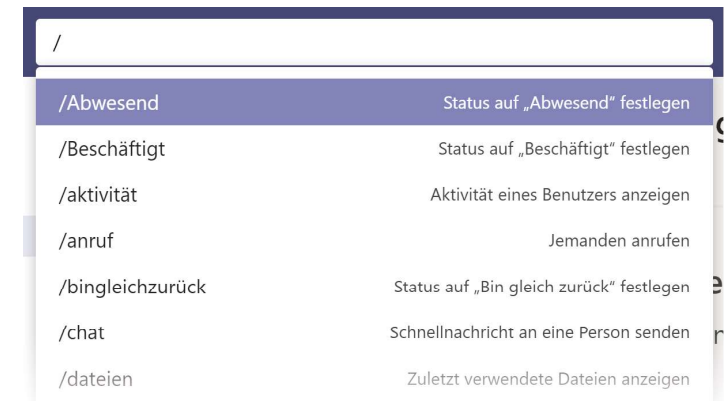 /
/Abwesend Status auf „Abwesend“ festlegen
/Beschäftigt Status auf „Beschäftigt“ festlegen
/aktivität Aktivität eines Benutzers anzeigen
/anruf Jemanden anrufen
/bingleichzurück Status auf „Bin gleich zurück“ festlegen
/chat Schnellnachricht an eine Person senden
/dateien Zuletzt verwendete Dateien anzeigen